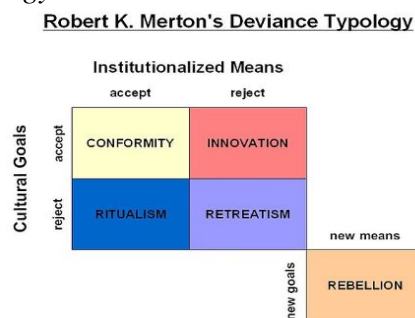 gy
Robert K. Merton's Deviance Typology
Institutionalized Means
accept reject
Cultural Goals
accept
CONFORMITY INNOVATION
reject
RITUALISM RETREATISM
new means
new goals
REBELLION